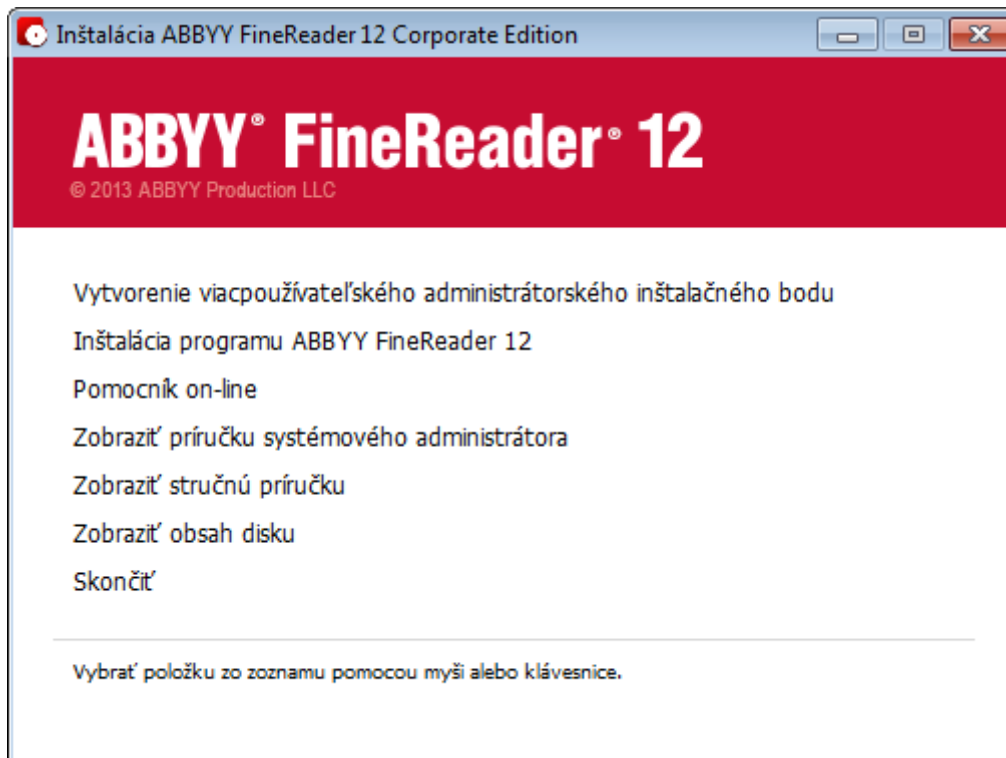 Inštalácia ABBYY FineReader 12 Corporate Edition
ABBYY® FineReader® 12
© 2013 ABBYY Production LLC
Vytvorenie viacpoužívateľského administrátorského inštalačného bodu
Inštalácia programu ABBYY FineReader 12
Pomocník on-line
Zobraziť príručku systémového administrátora
Zobraziť stručnú príručku
Zobraziť obsah disku
Skončiť
Vybrať položku zo zoznamu pomocou myši alebo klávesnice.